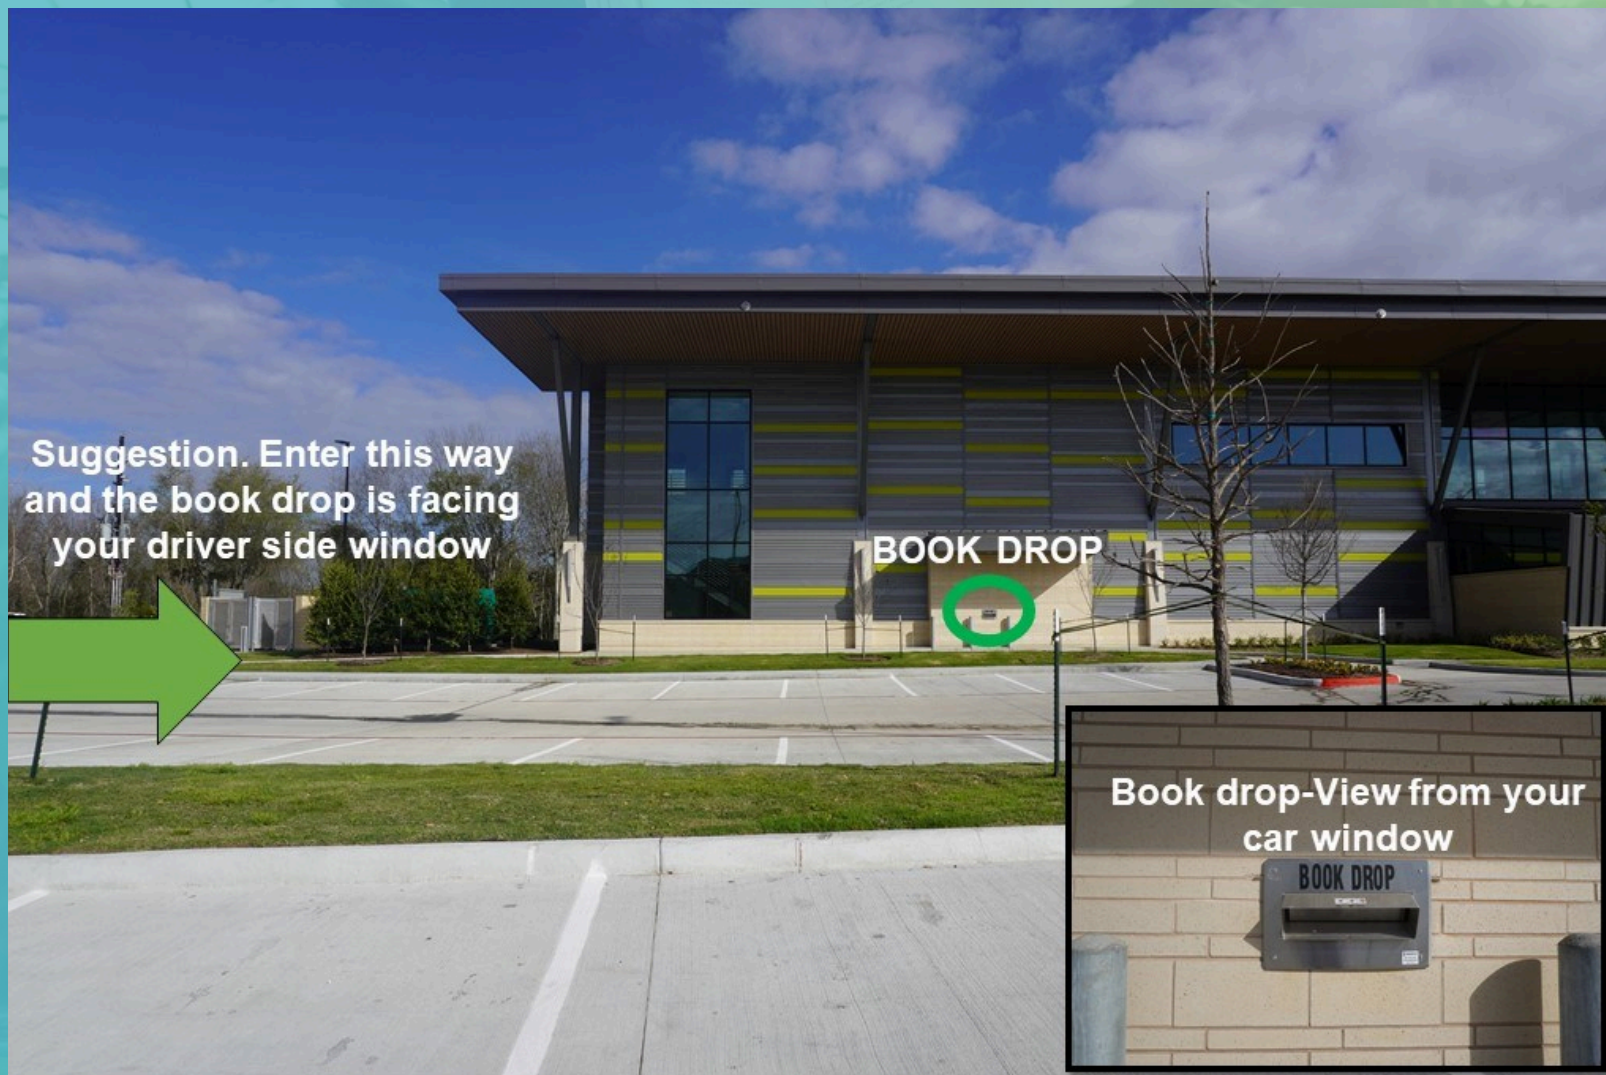 Suggestion. Enter this way
and the book drop is facing
your driver side window
BOOK DROP
Book drop-View from your
car window
BOOK DROP